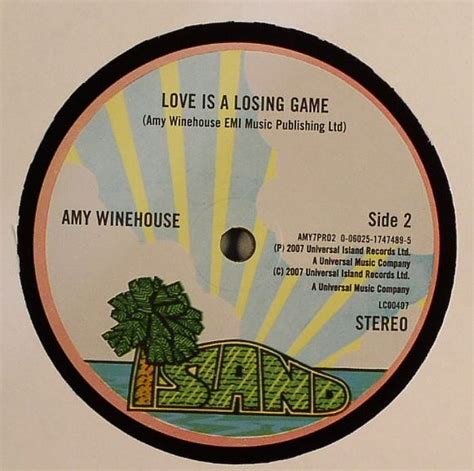 LOVE IS A LOSING GAME
(Amy Winehouse EMI Music Publishing Ltd)
AMY WINEHOUSE
Side 2
AMY7PRO2 0-06025-1747489-5
(P) 2007 Universal Island Records Ltd.
A Universal Music Company
(C) 2007 Universal Island Records Ltd.
A Universal Music Company
LC00407
STEREO
ISLAND